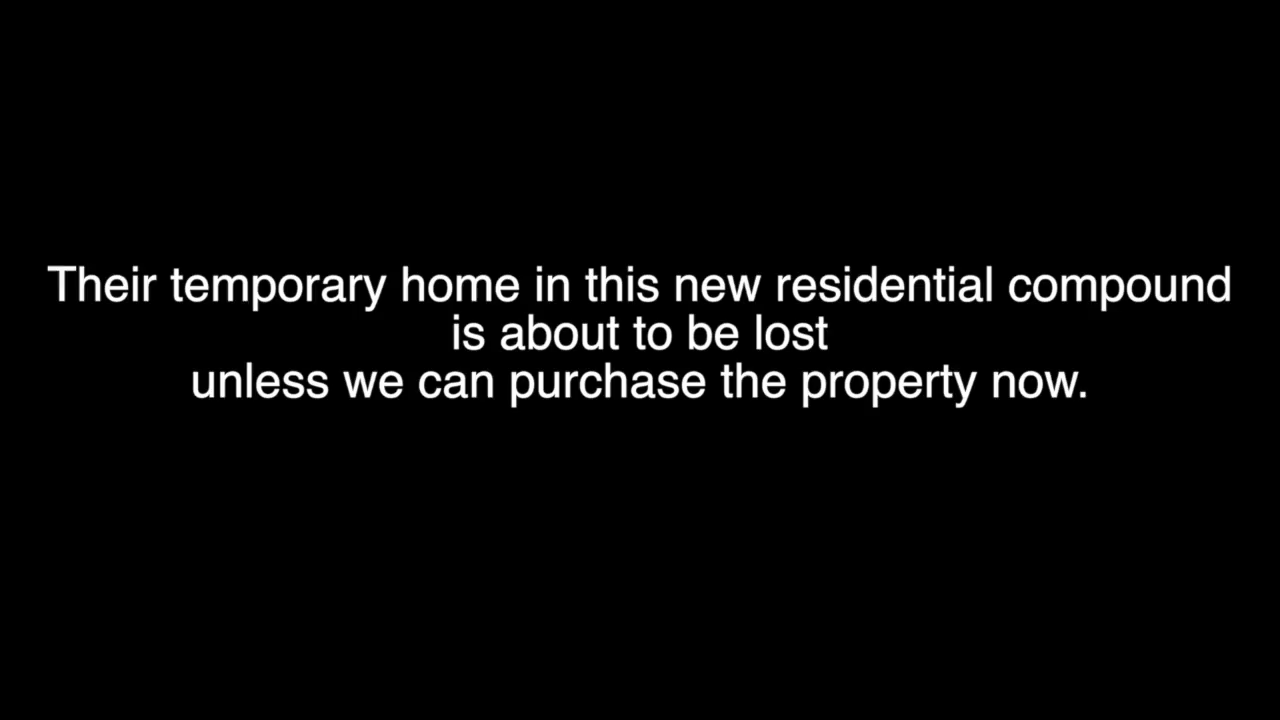 Their temporary home in this new residential compound
is about to be lost
unless we can purchase the property now.